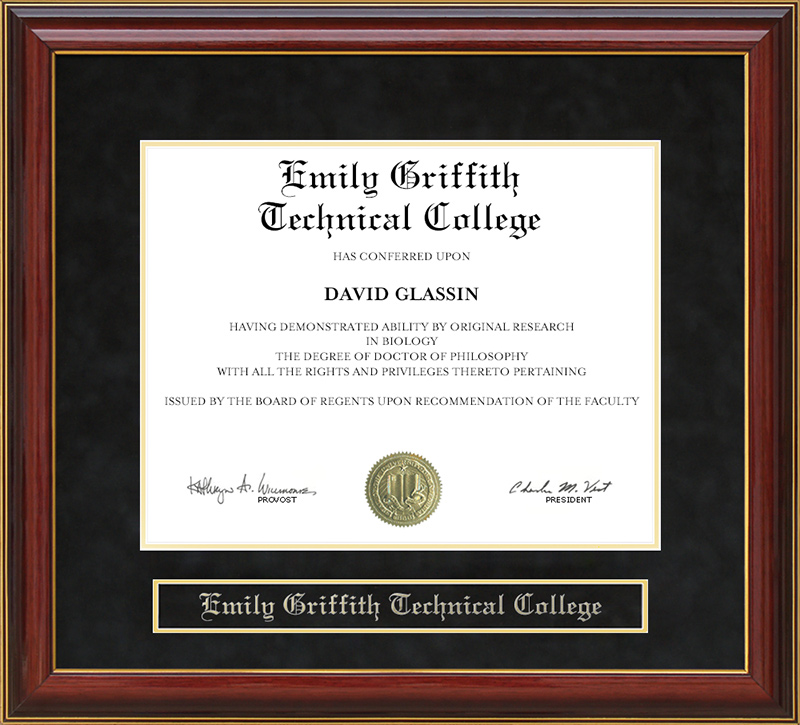 Emily Griffith
Technical College
HAS CONFERRED UPON
DAVID GLASSIN
HAVING DEMONSTRATED ABILITY BY ORIGINAL RESEARCH
IN BIOLOGY
THE DEGREE OF DOCTOR OF PHILOSOPHY
WITH ALL THE RIGHTS AND PRIVILEGES THERETO PERTAINING
ISSUED BY THE BOARD OF REGENTS UPON RECOMMENDATION OF THE FACULTY
Charles M. Vest
PROVOST PRESIDENT
Emily Griffith Technical College